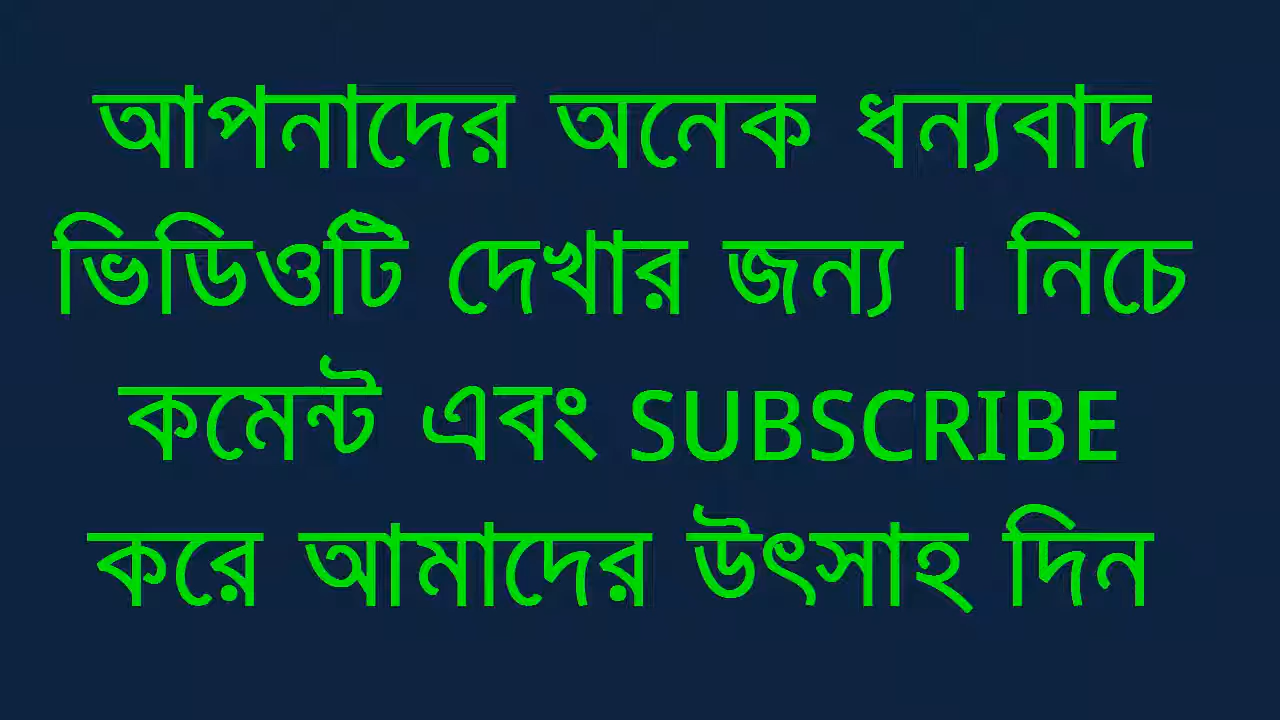 আপনাদের অনেক ধন্যবাদ
ভিডিওটি দেখার জন্য । নিচে
কমেন্ট এবং SUBSCRIBE
করে আমাদের উৎসাহ দিন